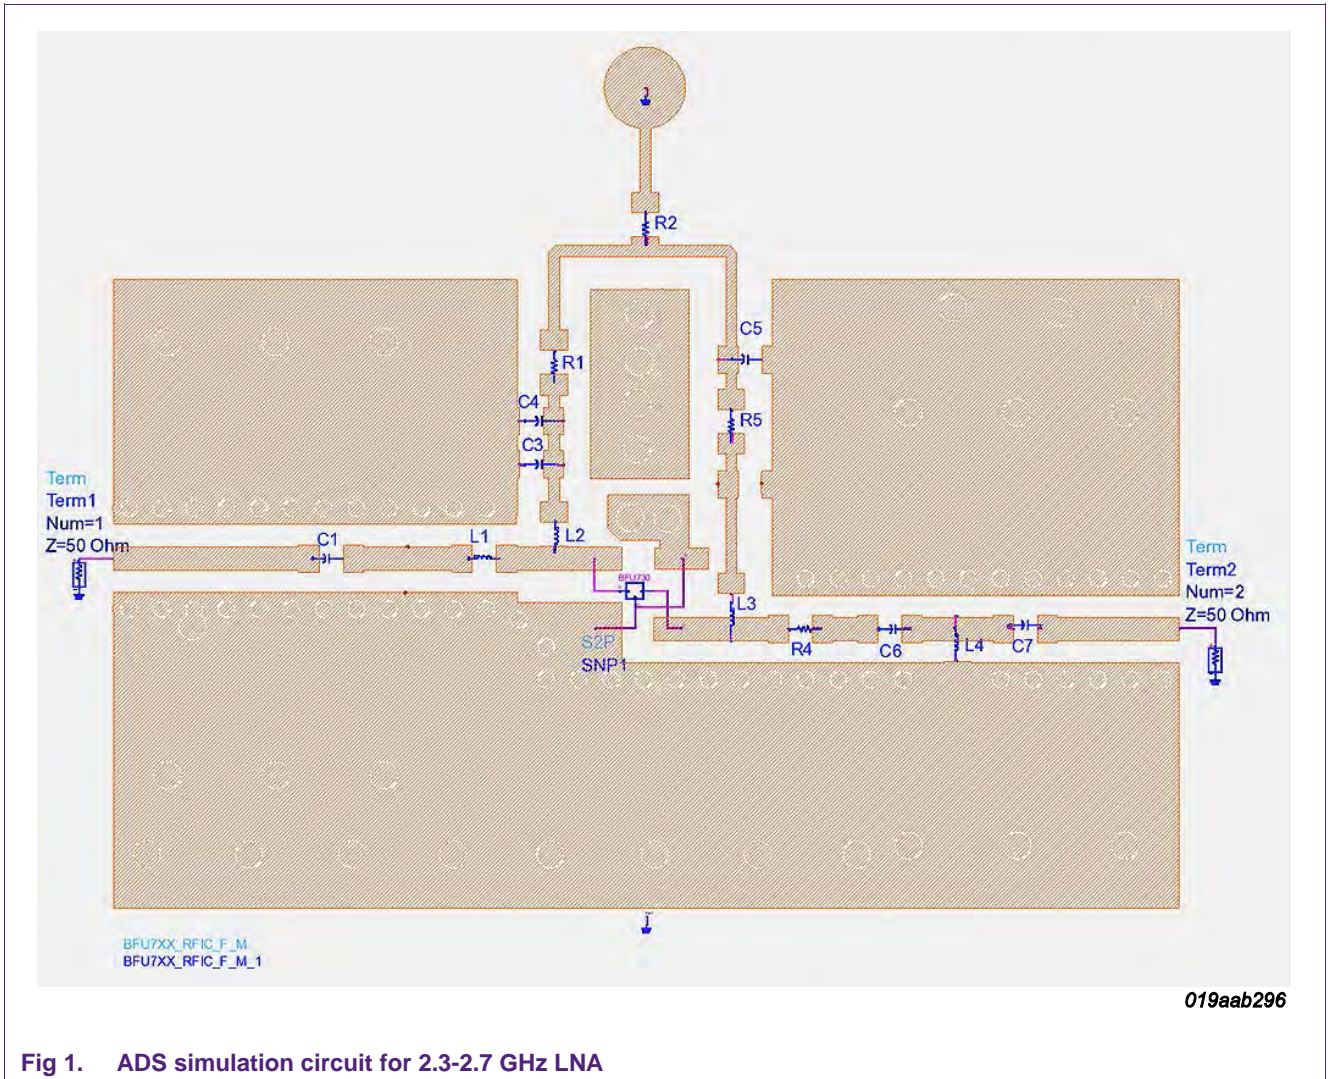 R2
C5
R1
C4
R5
C3
Term
Term1
Num=1
Z=50 Ohm
C1
L1
L2
Term
Term2
Num=2
Z=50 Ohm
BFU730
L3
S2P
SNP1
R4
C6
L4
C7
BFU7XX_RFIC_F_M
BFU7XX_RFIC_F_M_1
019aab296
Fig 1. ADS simulation circuit for 2.3-2.7 GHz LNA